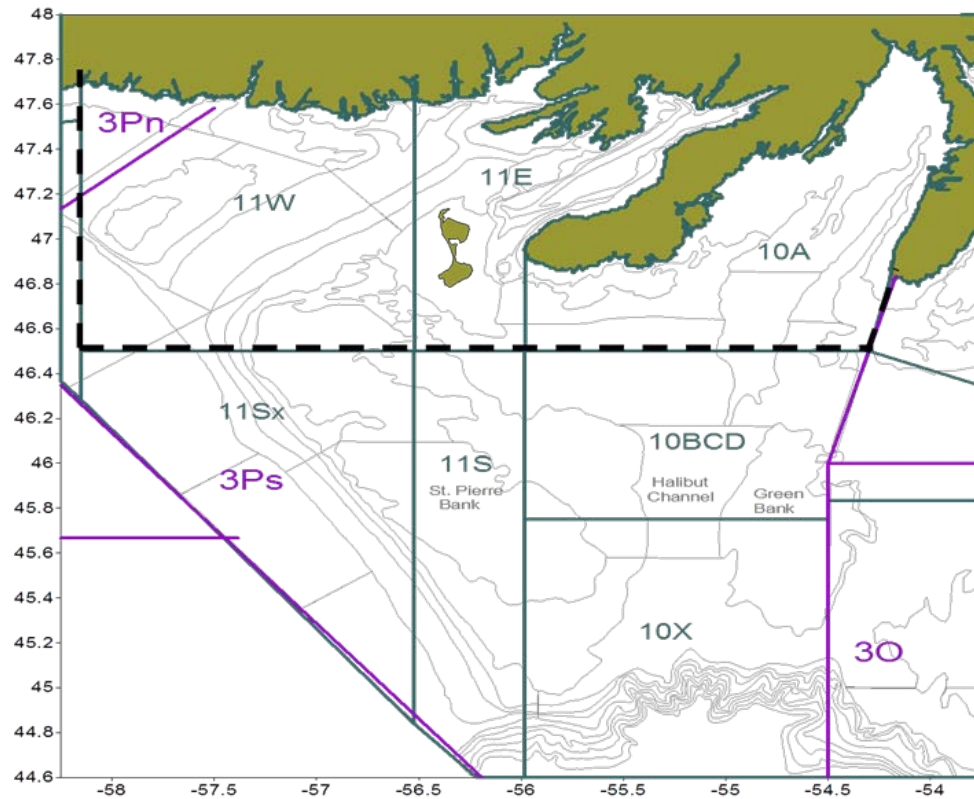 48
47.8
47.6
3Pn
47.4
11E
47.2
11W
47
10A
46.8
46.6
46.4
11Sx
46.2
10BCD
46
11S
3Ps
St. Pierre
Bank
Halibut
Channel
Green
Bank
45.8
45.6
45.4
10X
45.2
3O
45
44.8
44.6
-58 -57.5 -57 -56.5 -56 -55.5 -55 -54.5 -54